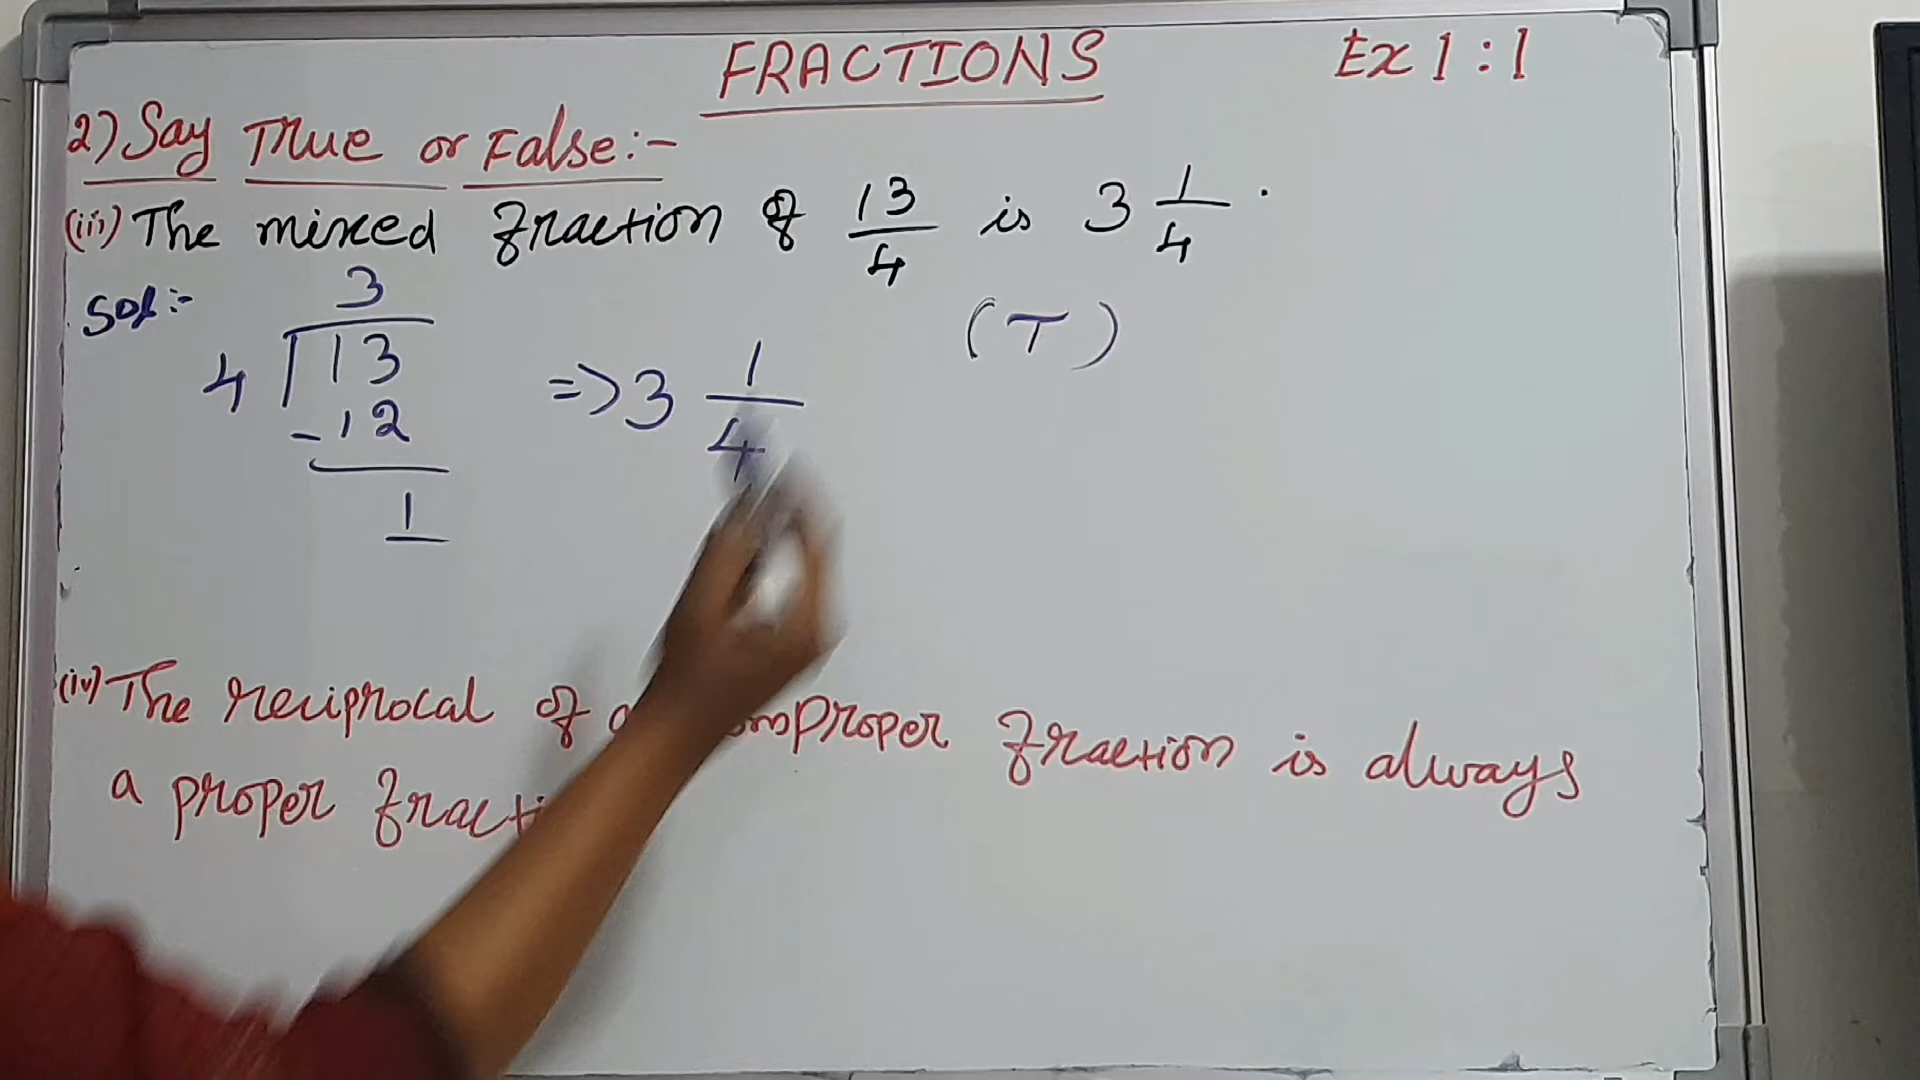 FRACTIONS Ex 1:1
2) Say True or False:-
(iii) The mixed fraction of 13/4 is 3 1/4.
Sol:- (T)
3
4 13 => 3 1/4
-12
1
(iv) The reciprocal of improper fraction is always
a proper